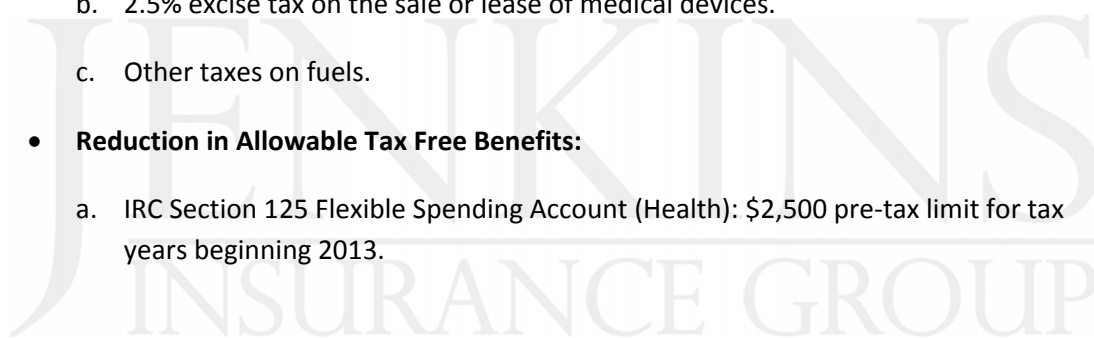 b. 2.5% excise tax on the sale or lease of medical devices.
c. Other taxes on fuels.
• Reduction in Allowable Tax Free Benefits:
a. IRC Section 125 Flexible Spending Account (Health): $2,500 pre-tax limit for tax
years beginning 2013.
JENKINS
INSURANCE GROUP